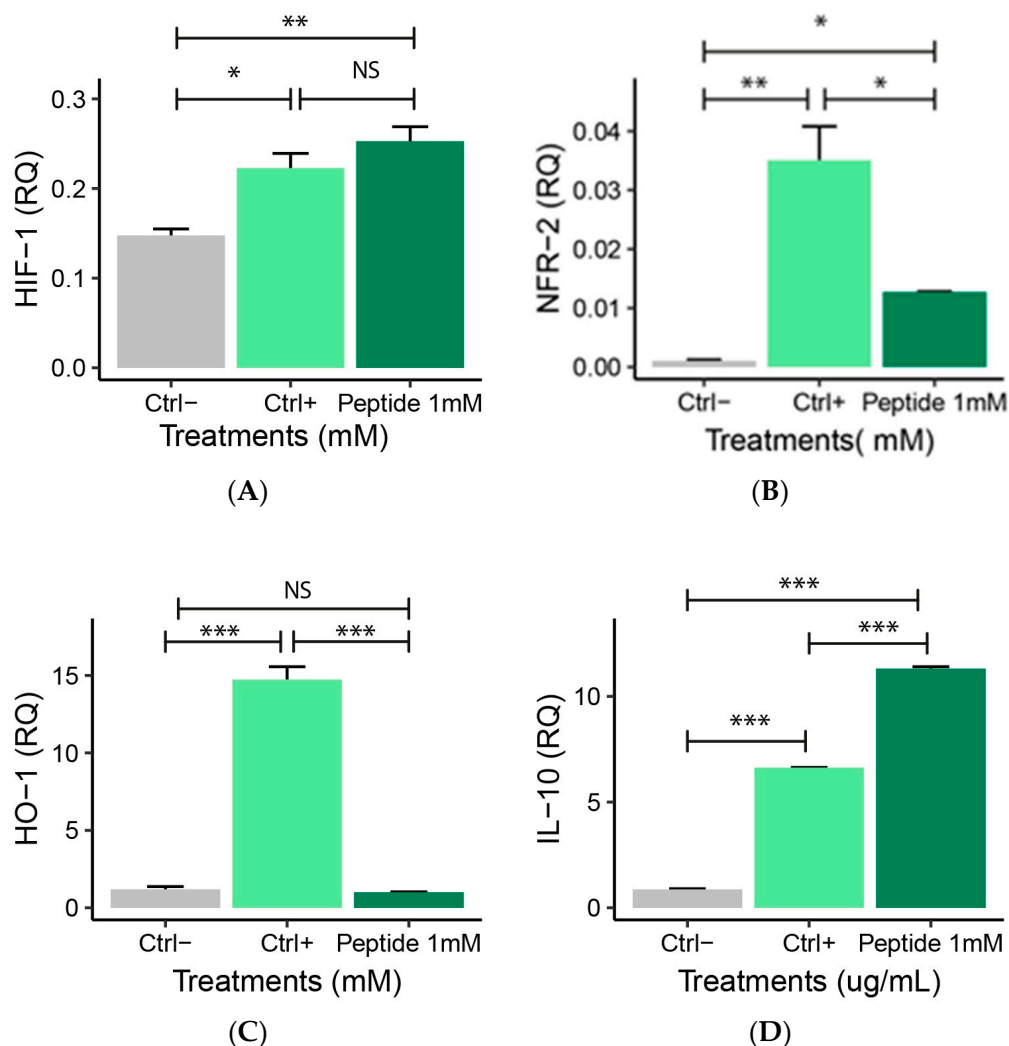 **
*
NS
0.3
0.2
0.1
0.0
HIF−1 (RQ)
Ctrl− Ctrl+ Peptide 1mM
Treatments (mM)
(A)
*
** *
0.04
0.03
0.02
0.01
0.00
NFR−2 (RQ)
Ctrl− Ctrl+ Peptide 1mM
Treatments( mM)
(B)
NS
*** ***
15
10
5
0
HO−1 (RQ)
Ctrl− Ctrl+ Peptide 1mM
Treatments (mM)
(C)
***
***
***
10
5
0
IL−10 (RQ)
Ctrl− Ctrl+ Peptide 1mM
Treatments (ug/mL)
(D)